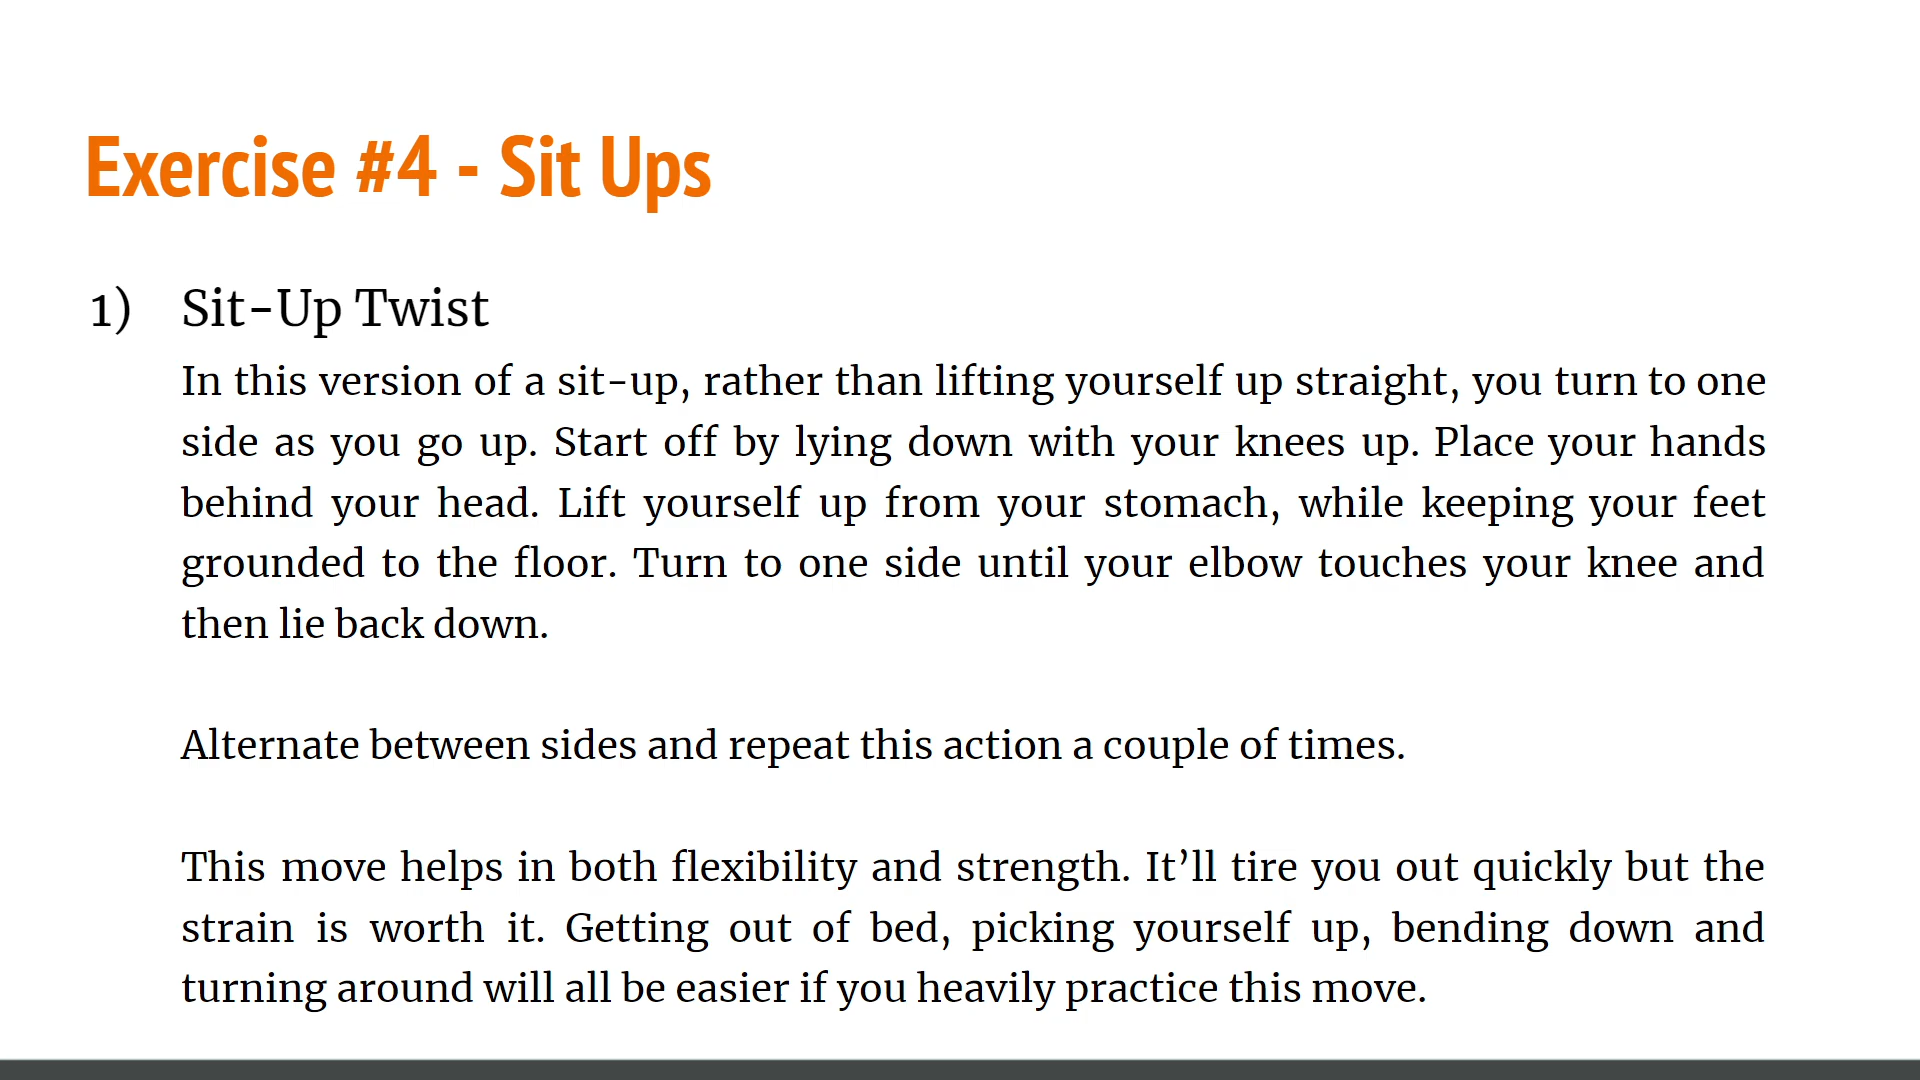 Exercise #4 - Sit Ups
1) Sit-Up Twist
In this version of a sit-up, rather than lifting yourself up straight, you turn to one
side as you go up. Start off by lying down with your knees up. Place your hands
behind your head. Lift yourself up from your stomach, while keeping your feet
grounded to the floor. Turn to one side until your elbow touches your knee and
then lie back down.
Alternate between sides and repeat this action a couple of times.
This move helps in both flexibility and strength. It’ll tire you out quickly but the
strain is worth it. Getting out of bed, picking yourself up, bending down and
turning around will all be easier if you heavily practice this move.